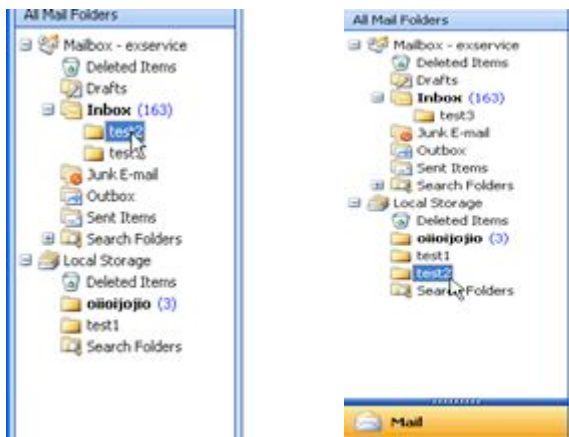 All Mail Folders
Mailbox - exservice
Deleted Items
Drafts
Inbox (163)
test2
Junk E-mail
Outbox
Sent Items
Search Folders
Local Storage
Deleted Items
oiioijojio (3)
test1
Search Folders
All Mail Folders
Mailbox - exservice
Deleted Items
Drafts
Inbox (163)
test3
Junk E-mail
Outbox
Sent Items
Search Folders
Local Storage
Deleted Items
oiioijojio (3)
test1
test2
Search Folders
Mail